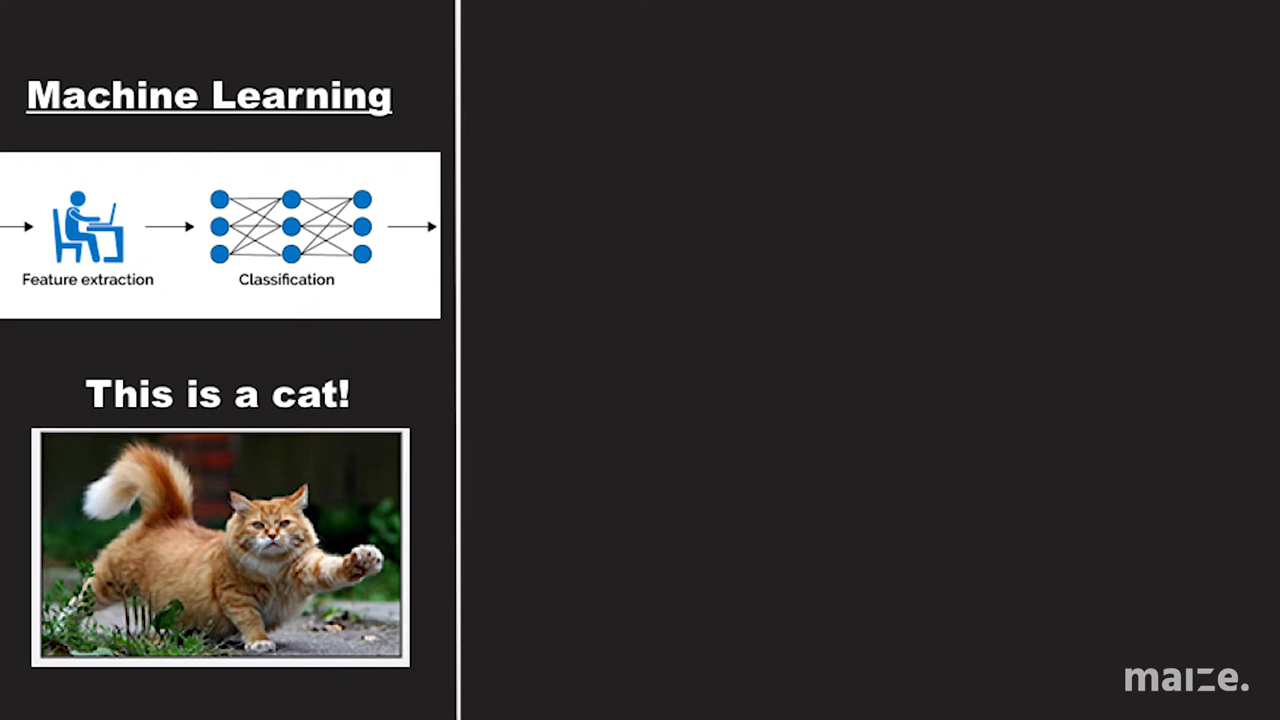 Machine Learning
Feature extraction
Classification
This is a cat!
maize.